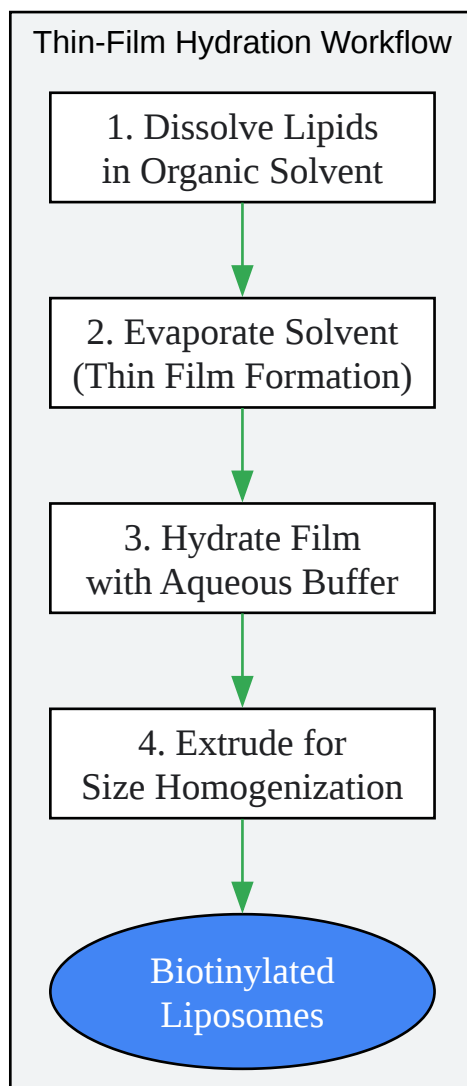 Thin-Film Hydration Workflow
1. Dissolve Lipids
in Organic Solvent
2. Evaporate Solvent
(Thin Film Formation)
3. Hydrate Film
with Aqueous Buffer
4. Extrude for
Size Homogenization
Biotinylated
Liposomes